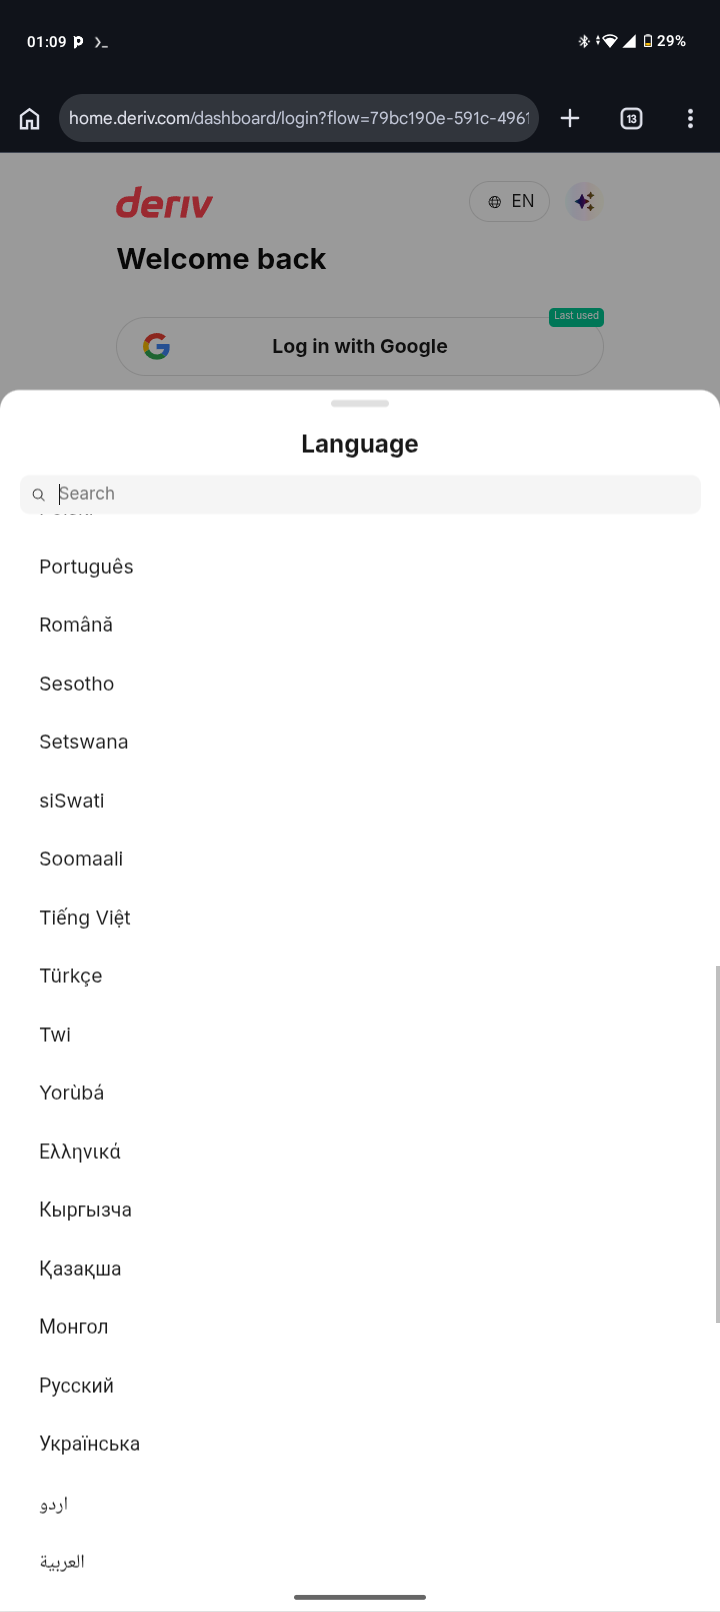 01:09
29%
home.deriv.com/dashboard/login?flow=79bc190e-591c-4961
13
deriv
EN
Welcome back
Last used
Log in with Google
Language
Search
Português
Română
Sesotho
Setswana
siSwati
Soomaali
Tiếng Việt
Türkçe
Twi
Yorùbá
Ελληνικά
Кыргызча
Қазақша
Монгол
Русский
Українська
اردو
العربية